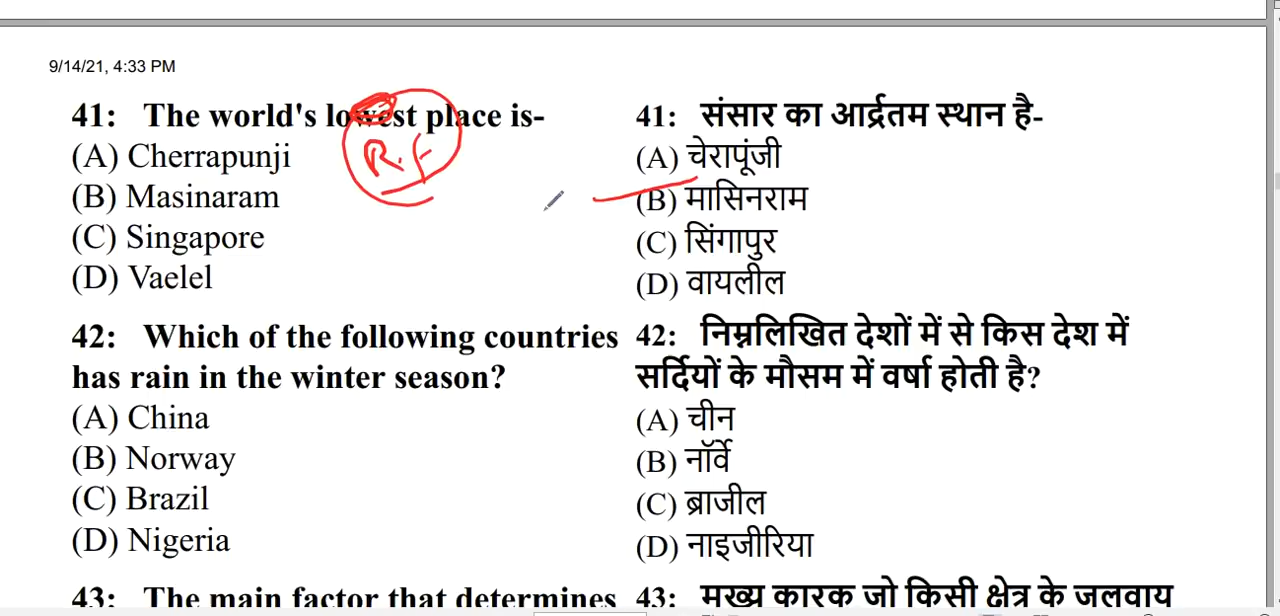 9/14/21, 4:33 PM
41: The world's lowest place is-
R.F
(A) Cherrapunji
(B) Masinaram
(C) Singapore
(D) Vaelel
42: Which of the following countries
has rain in the winter season?
(A) China
(B) Norway
(C) Brazil
(D) Nigeria
43: The main factor that determines
41: संसार का आर्द्रतम स्थान है-
(A) चेरापूंजी
(B) मासिनराम
(C) सिंगापुर
(D) वायलील
42: निम्नलिखित देशों में से किस देश में
सर्दियों के मौसम में वर्षा होती है?
(A) चीन
(B) नॉर्वे
(C) ब्राजील
(D) नाइजीरिया
43: मुख्य कारक जो किसी क्षेत्र के जलवायु